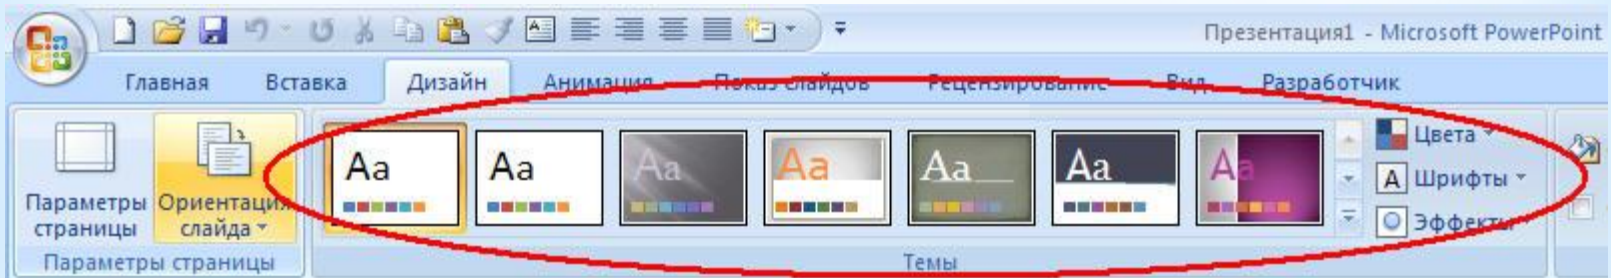 Презентация1 - Microsoft PowerPoint
Главная Вставка Дизайн Анимация Показ слайдов Рецензирование Вид Разработчик
Aa Aa Aa Aa Aa Aa Aa
Цвета
Параметры страницы
Ориентация слайда
A Шрифты
Эффекты
Параметры страницы
Темы